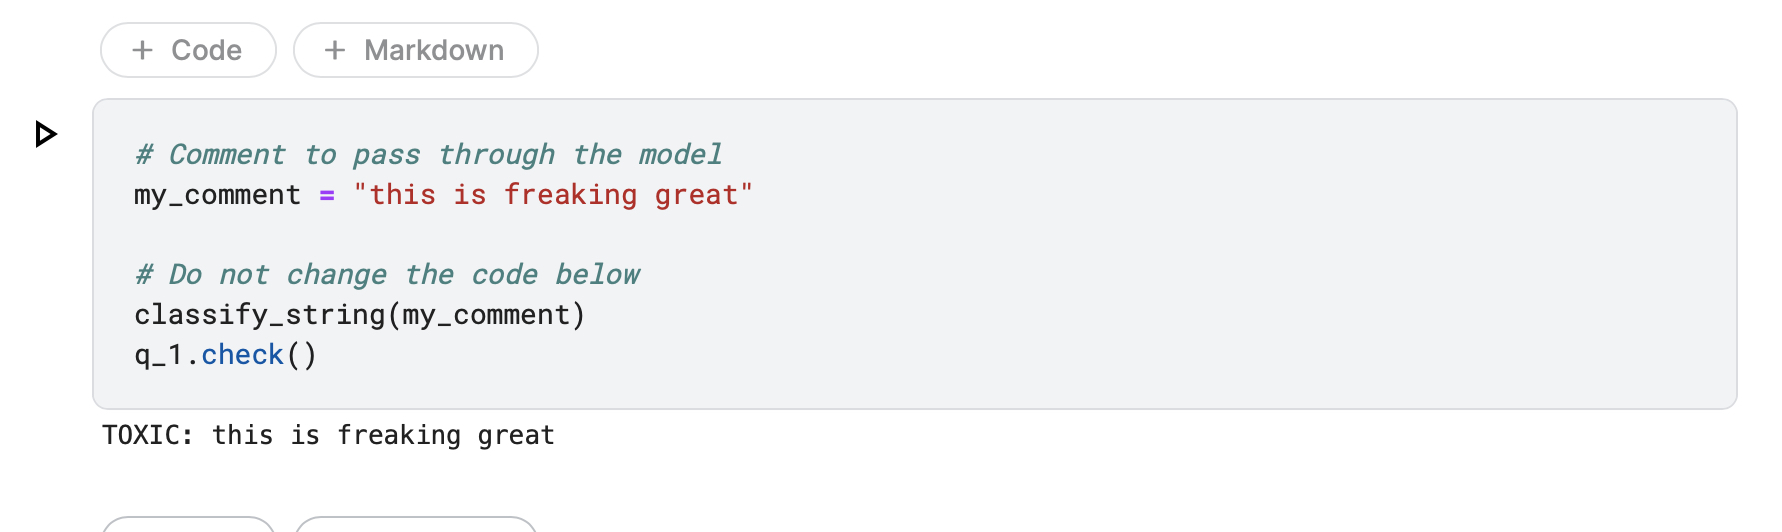 + Code + Markdown
# Comment to pass through the model
my_comment = "this is freaking great"
# Do not change the code below
classify_string(my_comment)
q_1.check()
TOXIC: this is freaking great